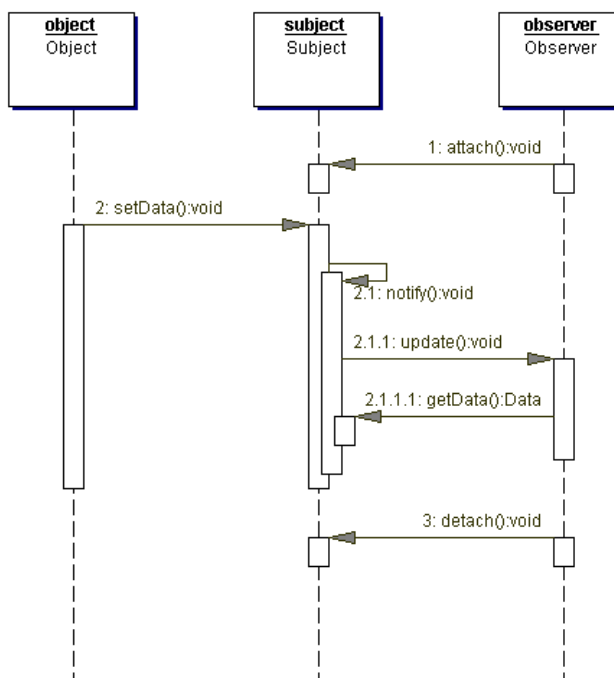 object
Object
subject
Subject
observer
Observer
1: attach():void
2: setData():void
2.1: notify():void
2.1.1: update():void
2.1.1.1: getData():Data
3: detach():void